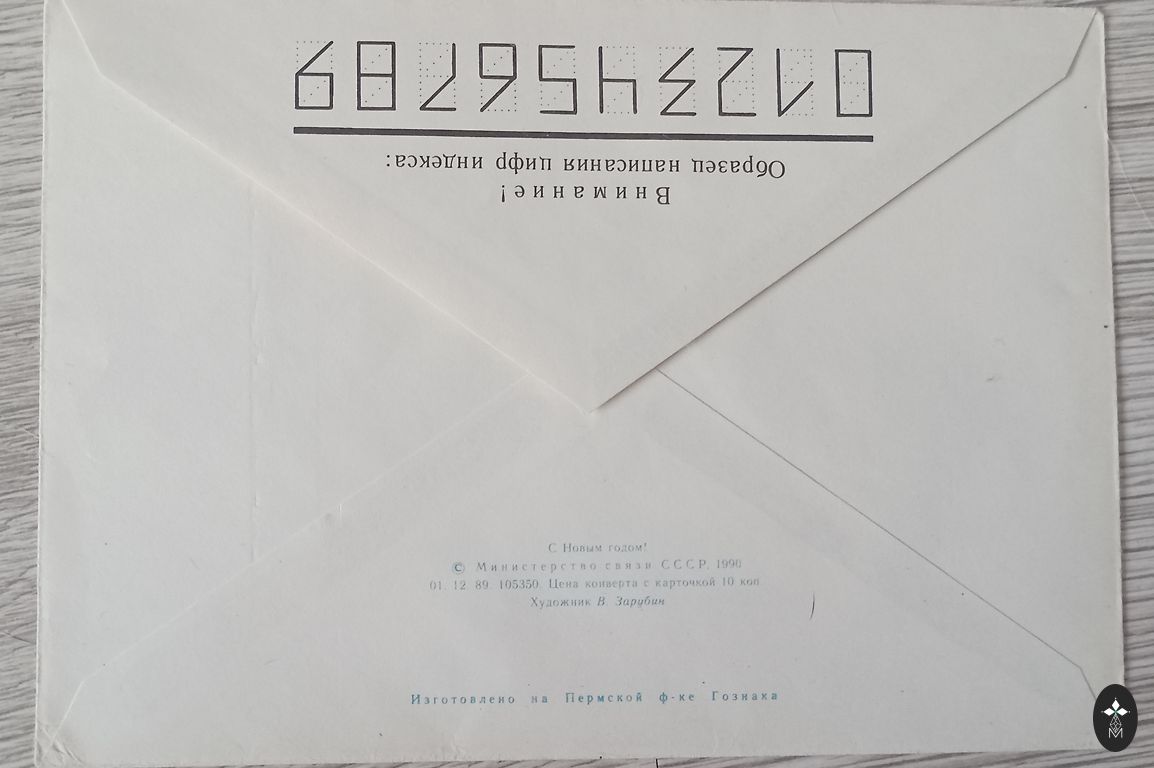 Внимание!
Образец написания цифр индекса:
0123456789
С Новым годом!
© Министерство связи СССР, 1990
01. 12. 89. 105350. Цена конверта с карточкой 10 коп
Художник В. Зарубин
Изготовлено на Пермской ф-ке Гознака
М